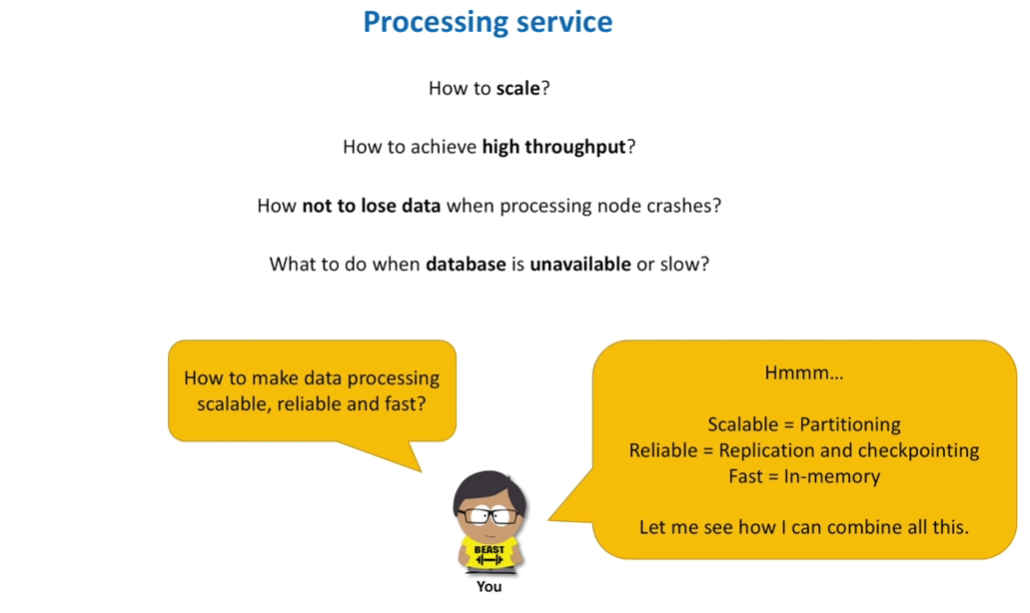 Processing service
How to scale?
How to achieve high throughput?
How not to lose data when processing node crashes?
What to do when database is unavailable or slow?
How to make data processing
scalable, reliable and fast?
Hmmm...
Scalable = Partitioning
Reliable = Replication and checkpointing
Fast = In-memory
Let me see how I can combine all this.
BEAST
You